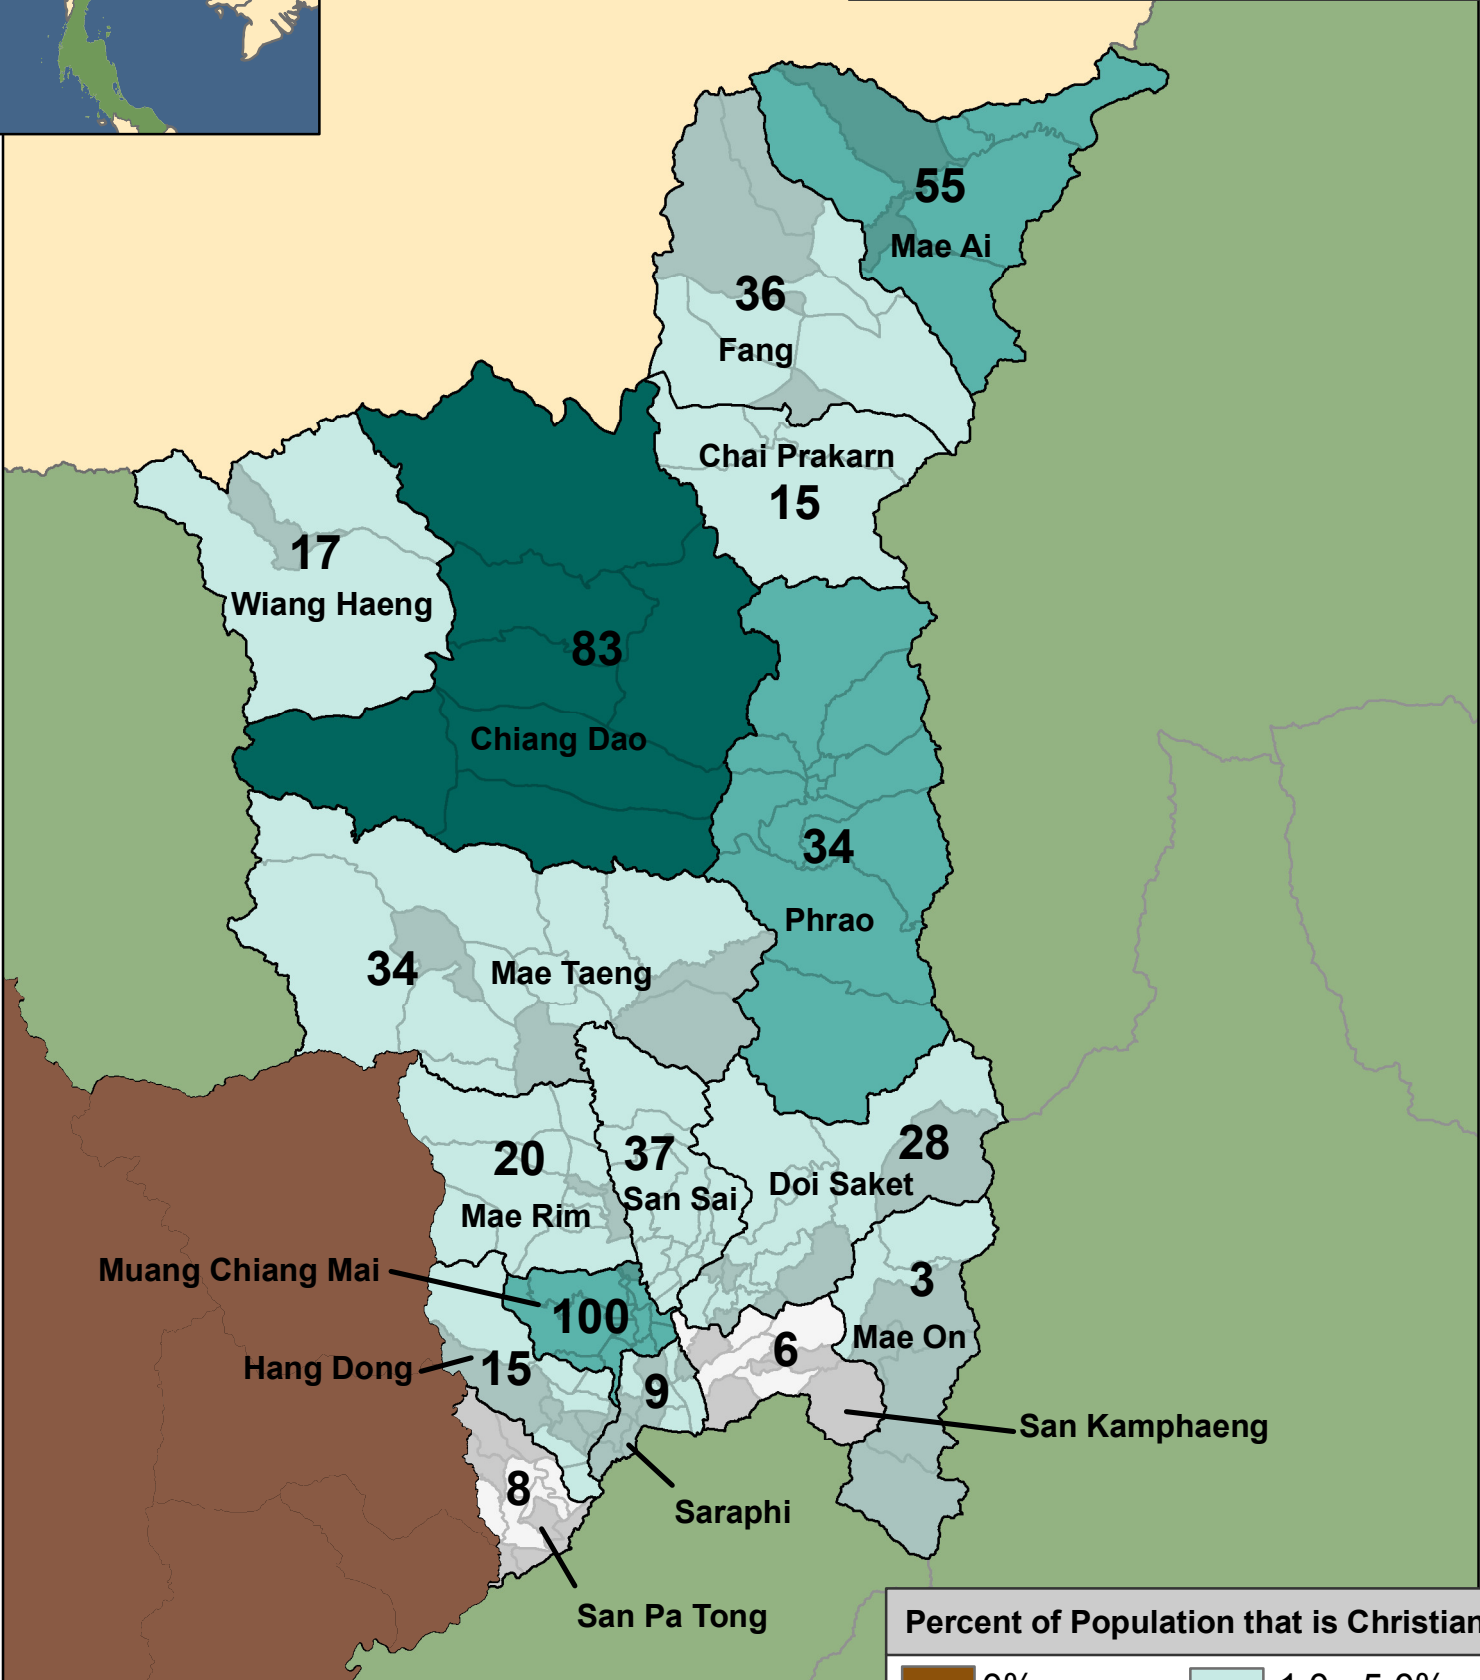 55
Mae Ai
36
Fang
Chai Prakarn
15
17
Wiang Haeng
83
Chiang Dao
34
Phrao
34
Mae Taeng
28
20
37
Doi Saket
San Sai
Mae Rim
Muang Chiang Mai
3
100
Mae On
6
Hang Dong
15
9
San Kamphaeng
8
Saraphi
San Pa Tong
Percent of Population that is Christian